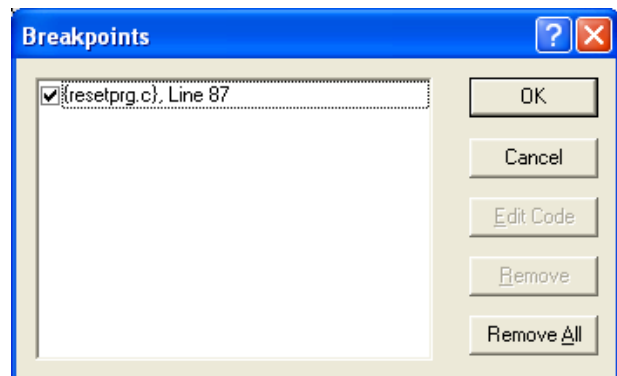 Breakpoints
{resetprg.c}, Line 87
OK
Cancel
Edit Code
Remove
Remove All